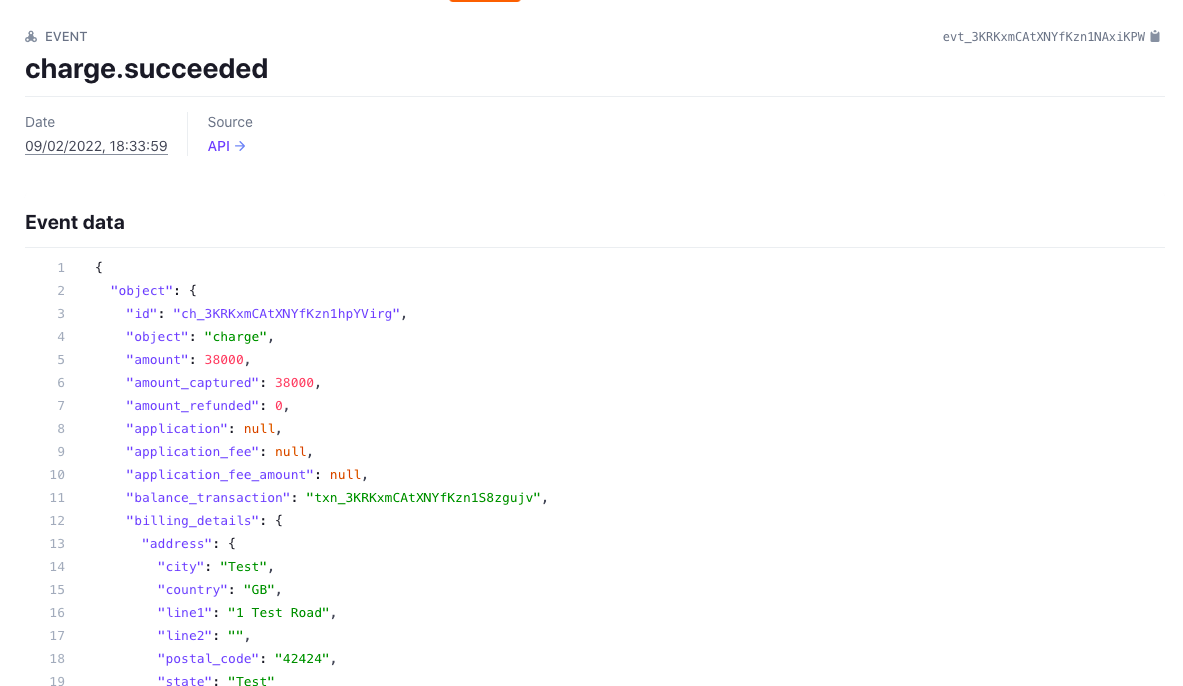 EVENT
evt_3KRKxmCAtXNYfKzn1NAxiKPW
charge.succeeded
Date
Source
09/02/2022, 18:33:59
API →
Event data
1 {
2 "object": {
3 "id": "ch_3KRKxmCAtXNYfKzn1hpYVirg",
4 "object": "charge",
5 "amount": 38000,
6 "amount_captured": 38000,
7 "amount_refunded": 0,
8 "application": null,
9 "application_fee": null,
10 "application_fee_amount": null,
11 "balance_transaction": "txn_3KRKxmCAtXNYfKzn1S8zgujv",
12 "billing_details": {
13 "address": {
14 "city": "Test",
15 "country": "GB",
16 "line1": "1 Test Road",
17 "line2": "",
18 "postal_code": "42424",
19 "state": "Test"